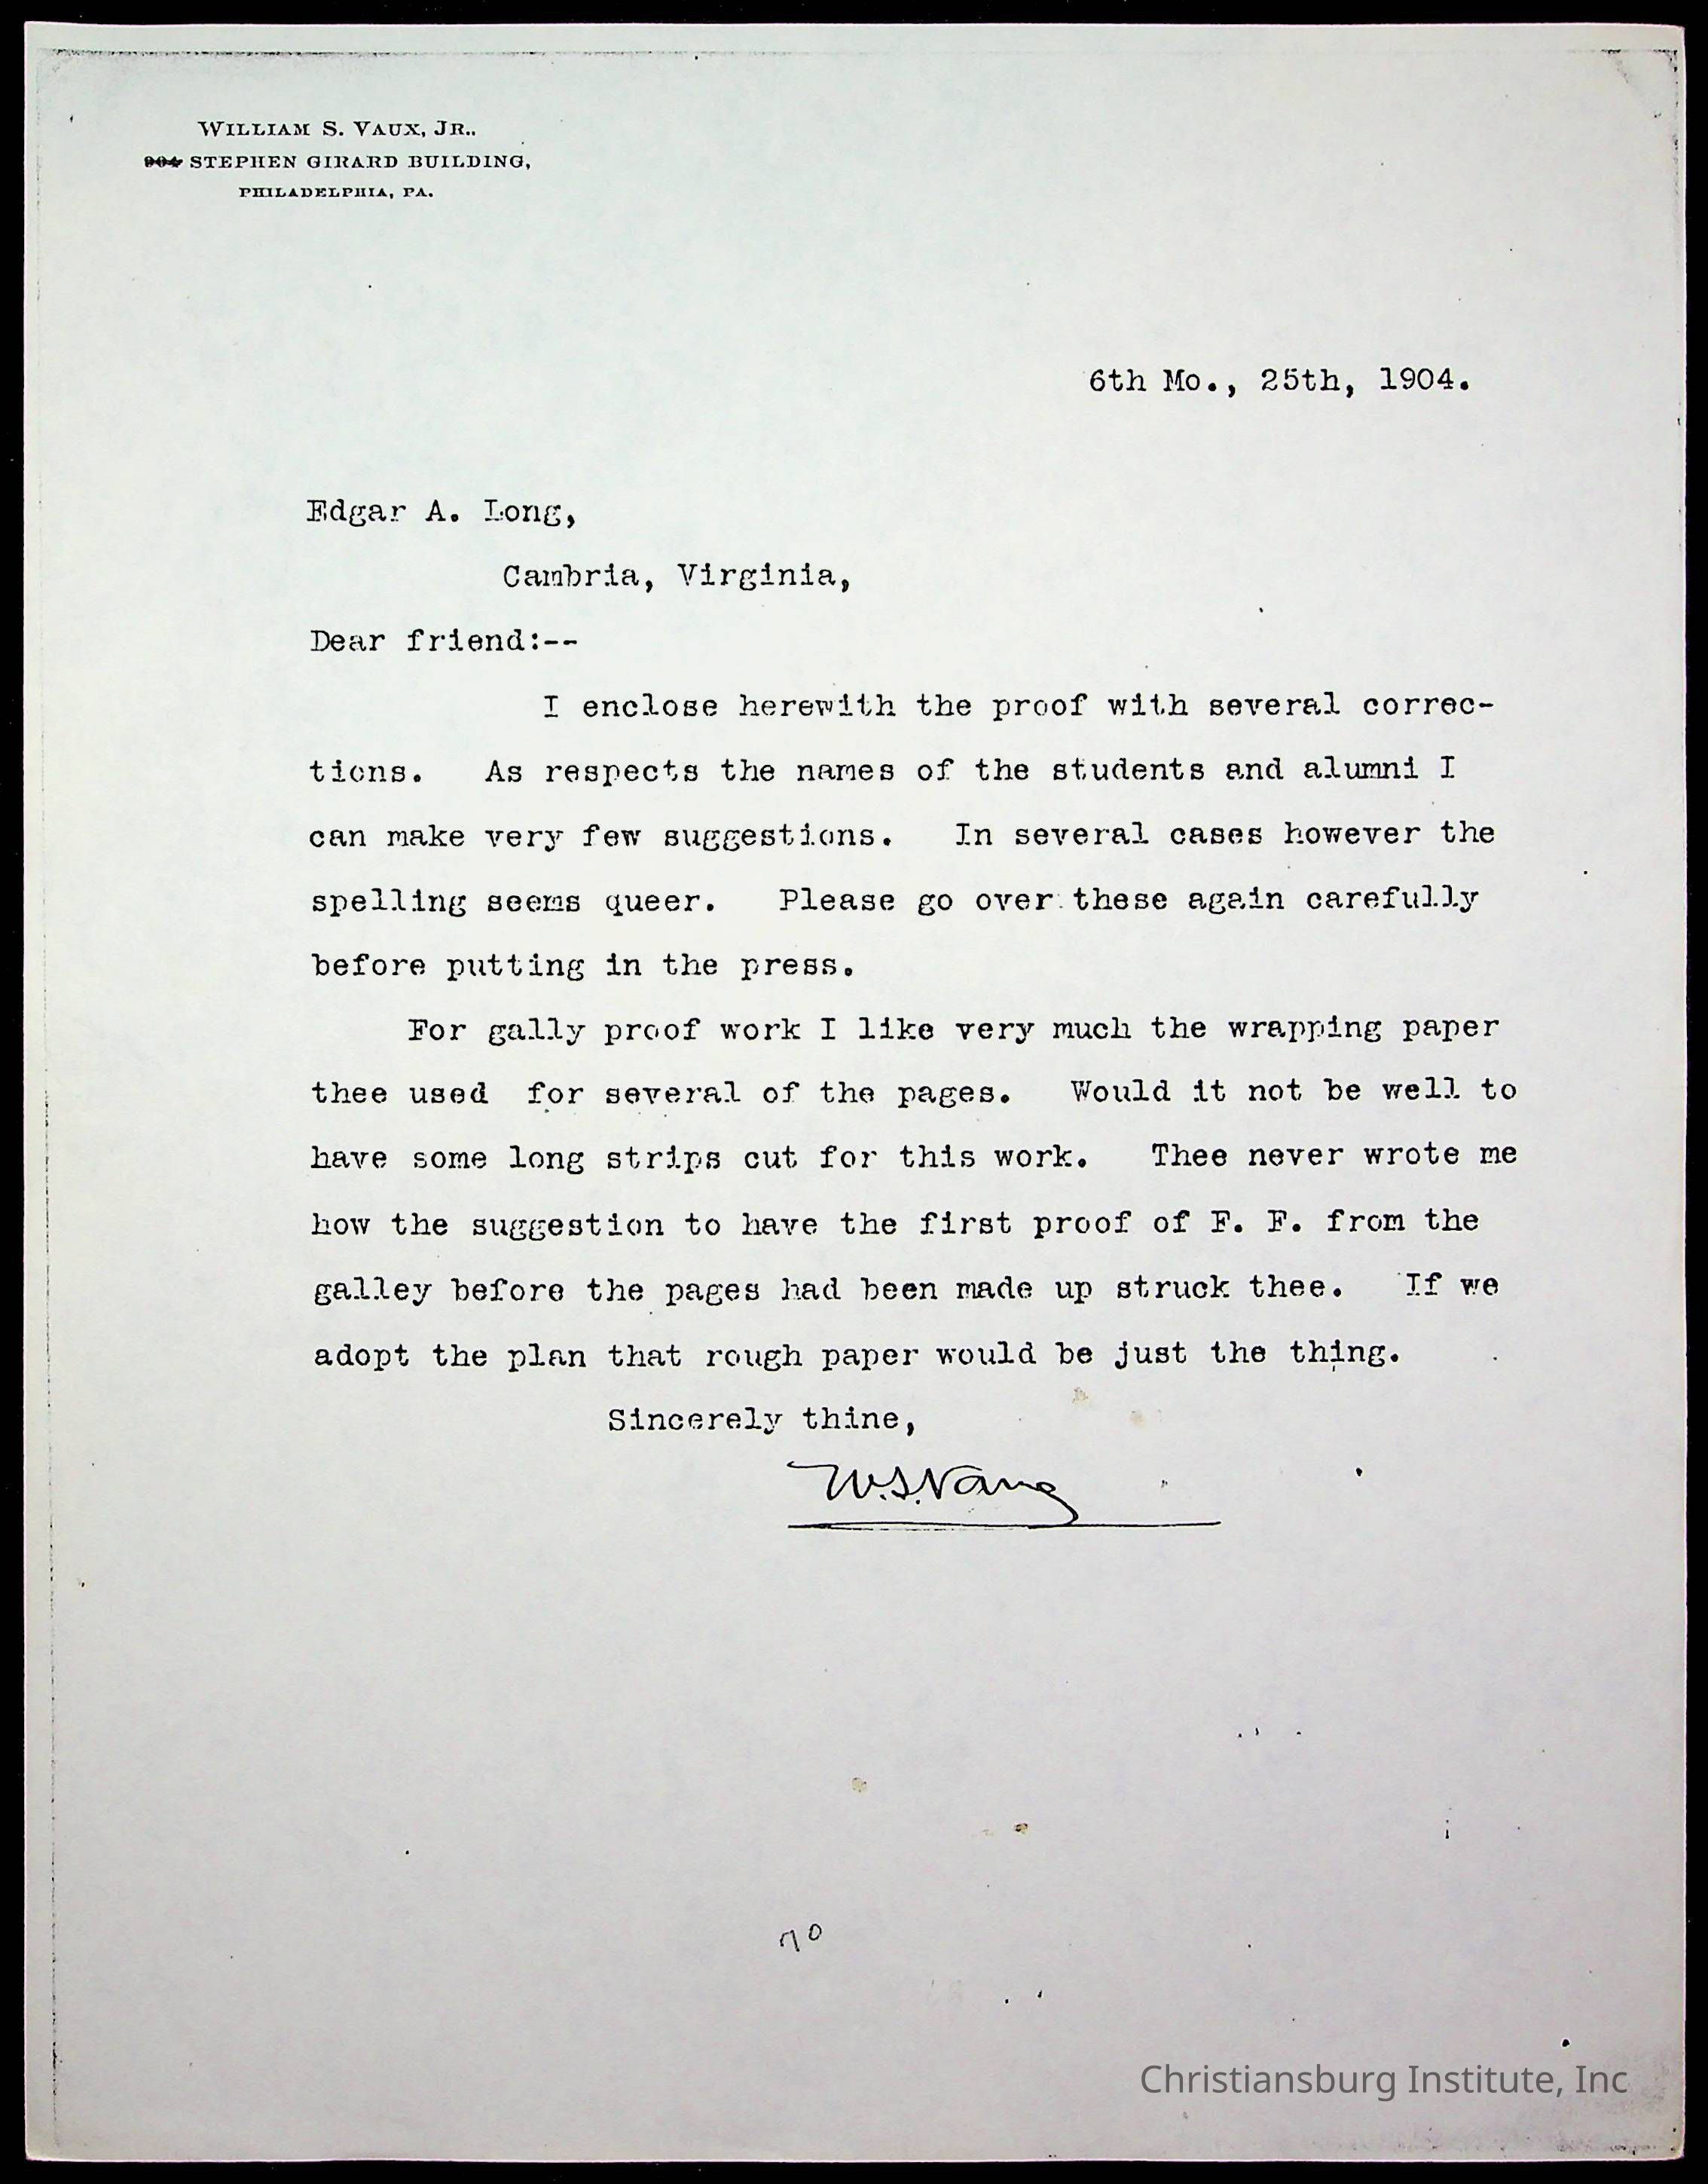 WILLIAM S. VAUX, JR..
904 STEPHEN GIRARD BUILDING,
PHILADELPHIA, PA.
6th Mo., 25th, 1904.
Edgar A. Long,
Cambria, Virginia,
Dear friend:--
I enclose herewith the proof with several correc-
tions. As respects the names of the students and alumni I
can make very few suggestions. In several cases however the
spelling seems queer. Please go over these again carefully
before putting in the press.
For gally proof work I like very much the wrapping paper
thee used for several of the pages. Would it not be well to
have some long strips cut for this work. Thee never wrote me
how the suggestion to have the first proof of F. F. from the
galley before the pages had been made up struck thee. If we
adopt the plan that rough paper would be just the thing.
Sincerely thine,
W.S.Vaux
70
Christiansburg Institute, Inc